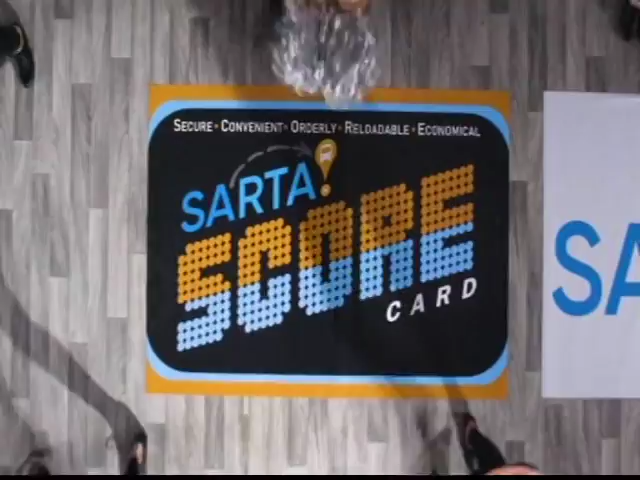 SECURE • CONVENIENT • ORDERLY • RELOADABLE • ECONOMICAL
SARTA
SCORE
CARD
SA